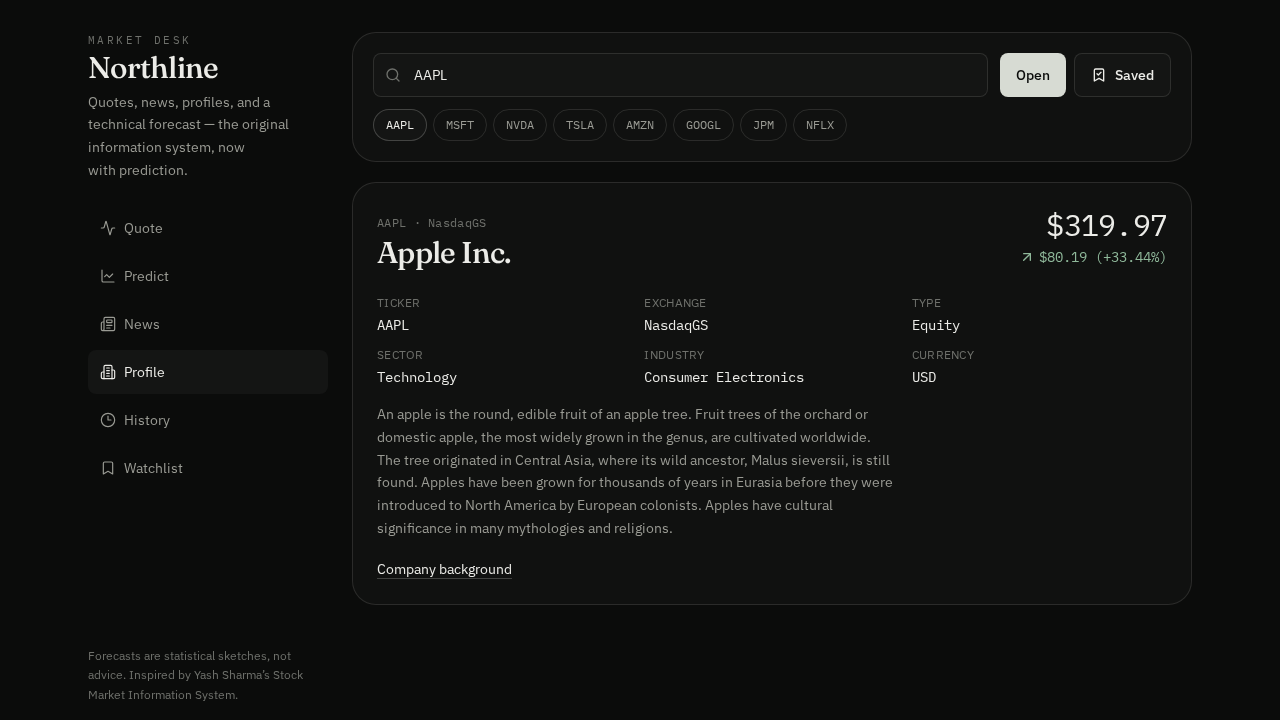 MARKET DESK
Northline
Quotes, news, profiles, and a
technical forecast — the original
information system, now
with prediction.
Quote
Predict
News
Profile
History
Watchlist
Forecasts are statistical sketches, not
advice. Inspired by Yash Sharma’s Stock
Market Information System.
AAPL
Open
Saved
AAPL MSFT NVDA TSLA AMZN GOOGL JPM NFLX
AAPL · NasdaqGS
Apple Inc.
$319.97
$80.19 (+33.44%)
TICKER EXCHANGE TYPE
AAPL NasdaqGS Equity
SECTOR INDUSTRY CURRENCY
Technology Consumer Electronics USD
An apple is the round, edible fruit of an apple tree. Fruit trees of the orchard or
domestic apple, the most widely grown in the genus, are cultivated worldwide.
The tree originated in Central Asia, where its wild ancestor, Malus sieversii, is still
found. Apples have been grown for thousands of years in Eurasia before they were
introduced to North America by European colonists. Apples have cultural
significance in many mythologies and religions.
Company background